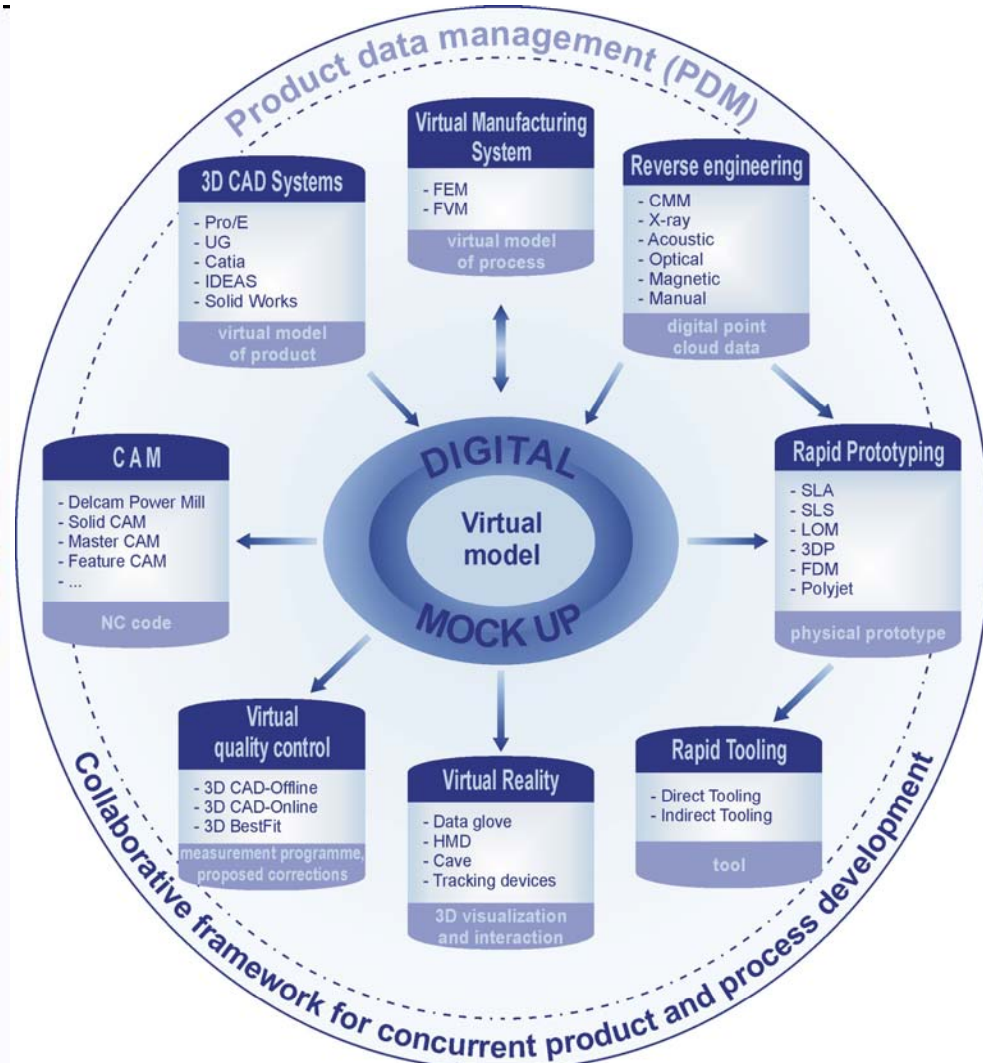 Product data management (PDM)
Virtual Manufacturing
System
- FEM
- FVM
virtual model
of process
3D CAD Systems
- Pro/E
- UG
- Catia
- IDEAS
- Solid Works
virtual model
of product
Reverse engineering
- CMM
- X-ray
- Acoustic
- Optical
- Magnetic
- Manual
digital point
cloud data
CAM
- Delcam Power Mill
- Solid CAM
- Master CAM
- Feature CAM
- ...
NC code
DIGITAL
Virtual
model
MOCK UP
Rapid Prototyping
- SLA
- SLS
- LOM
- 3DP
- FDM
- Polyjet
physical prototype
Virtual
quality control
- 3D CAD-Offline
- 3D CAD-Online
- 3D BestFit
measurement programme,
proposed corrections
Virtual Reality
- Data glove
- HMD
- Cave
- Tracking devices
3D visualization
and interaction
Rapid Tooling
- Direct Tooling
- Indirect Tooling
tool
Collaborative framework for concurrent product and process development